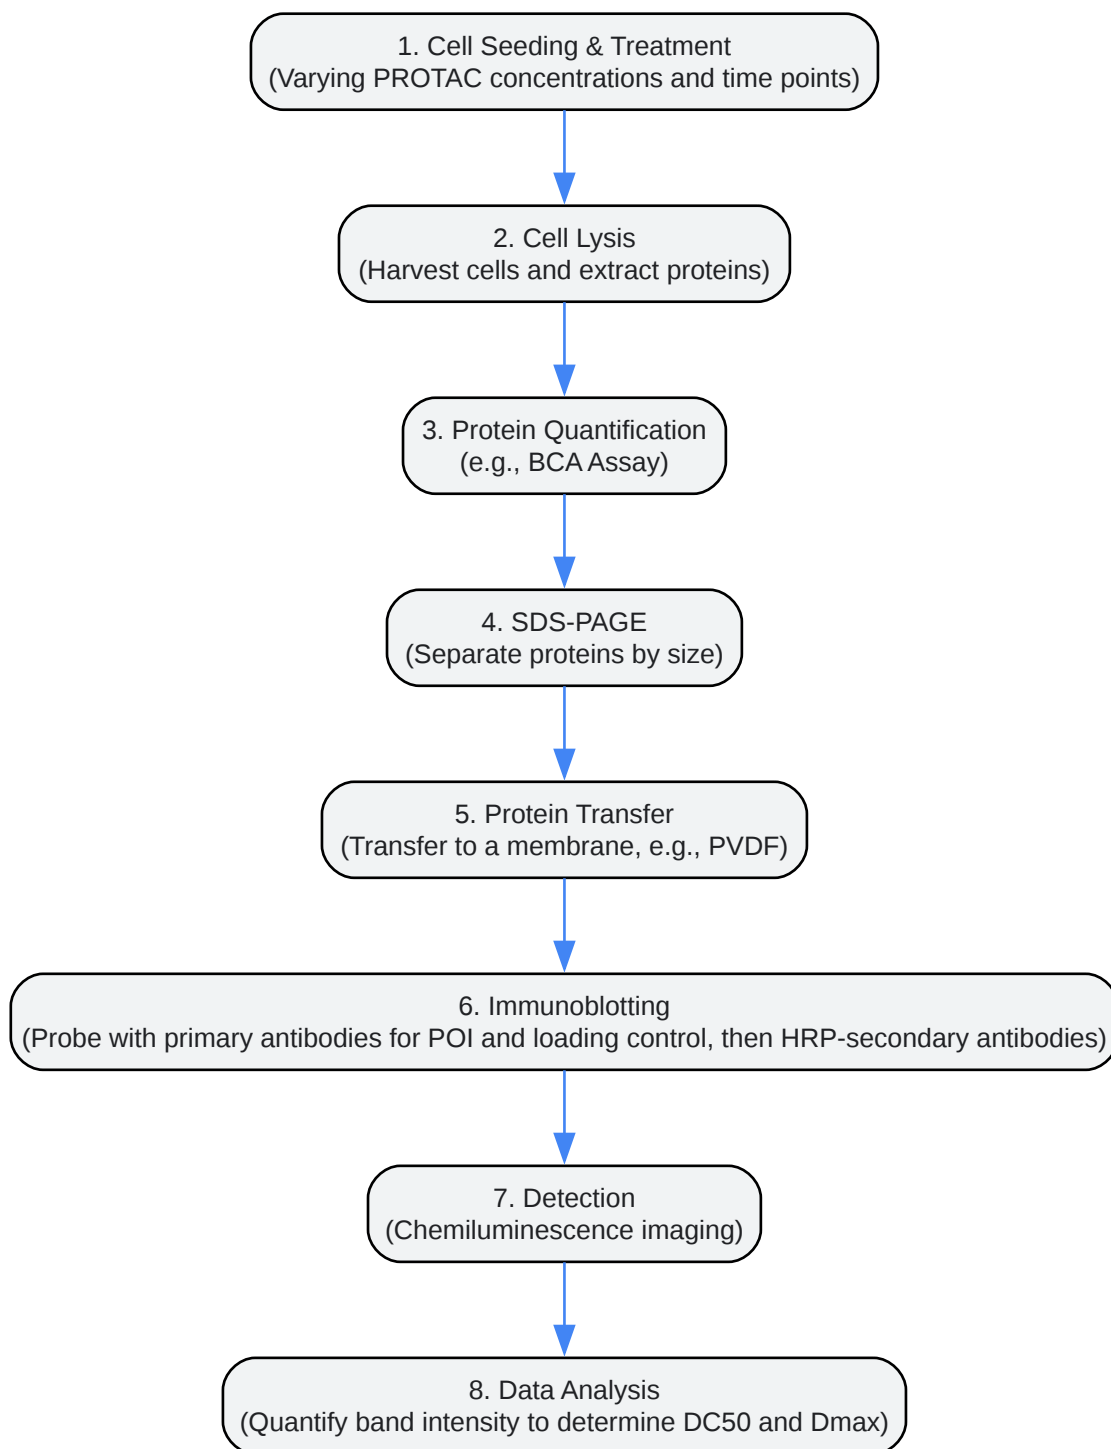 1. Cell Seeding & Treatment
(Varying PROTAC concentrations and time points)
2. Cell Lysis
(Harvest cells and extract proteins)
3. Protein Quantification
(e.g., BCA Assay)
4. SDS-PAGE
(Separate proteins by size)
5. Protein Transfer
(Transfer to a membrane, e.g., PVDF)
6. Immunoblotting
(Probe with primary antibodies for POI and loading control, then HRP-secondary antibodies)
7. Detection
(Chemiluminescence imaging)
8. Data Analysis
(Quantify band intensity to determine DC50 and Dmax)